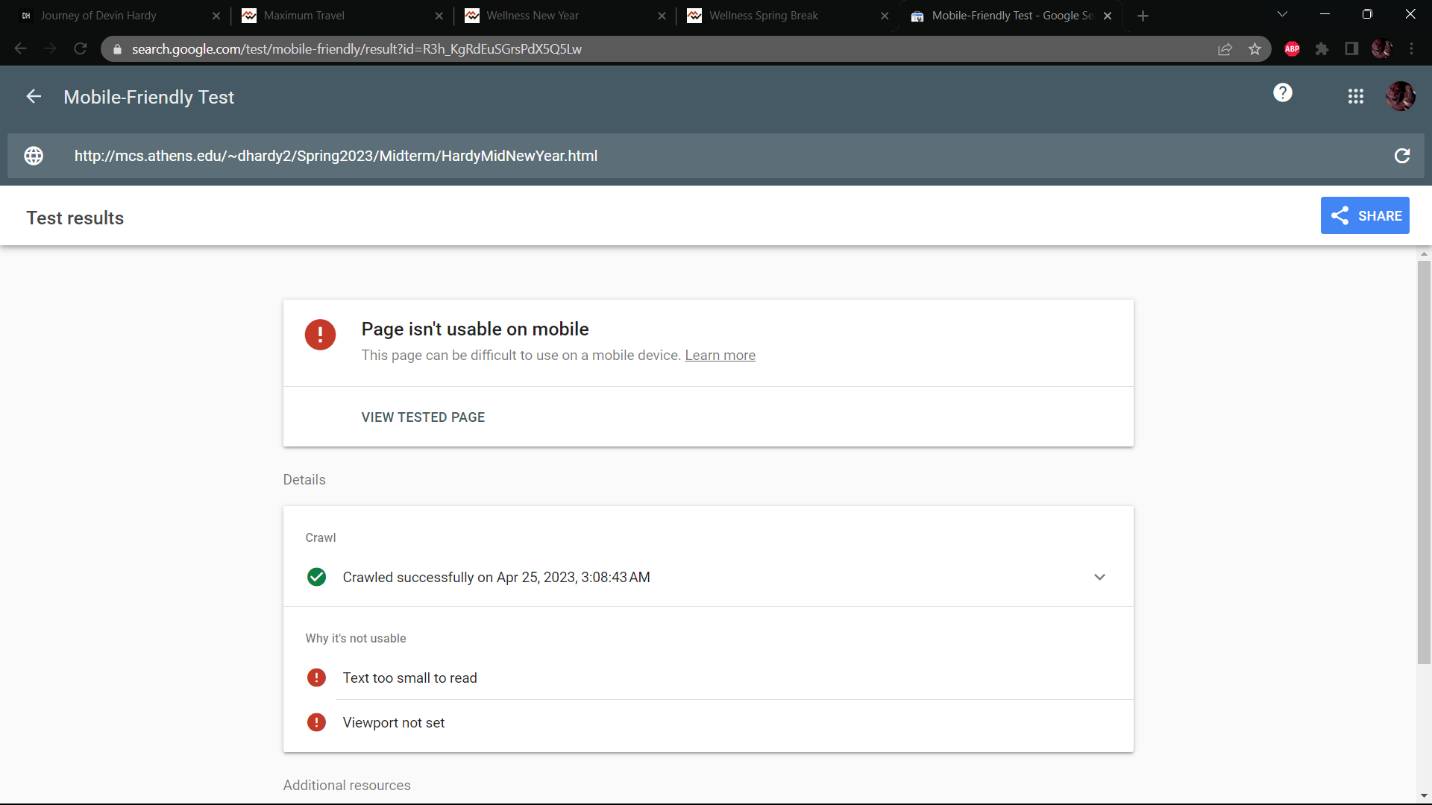 DH Journey of Devin Hardy
Maximum Travel
Wellness New Year
Wellness Spring Break
Mobile-Friendly Test - Google Se
search.google.com/test/mobile-friendly/result?id=R3h_KgRdEuSGrsPdX5Q5Lw
ABP
Mobile-Friendly Test
http://mcs.athens.edu/~dhardy2/Spring2023/Midterm/HardyMidNewYear.html
Test results
SHARE
Page isn't usable on mobile
This page can be difficult to use on a mobile device. Learn more
VIEW TESTED PAGE
Details
Crawl
Crawled successfully on Apr 25, 2023, 3:08:43 AM
Why it's not usable
Text too small to read
Viewport not set
Additional resources